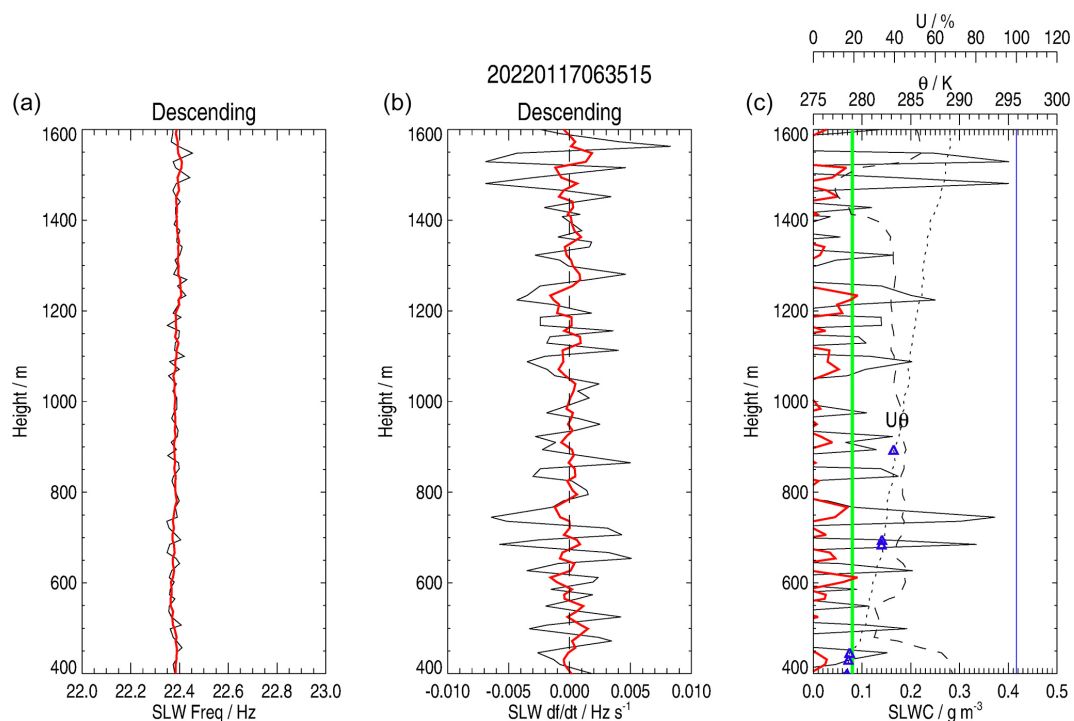 0 20 40 60 80 100 120
U / %
20220117063515
(a) Descending
(b) Descending
(c) θ / K
275 280 285 290 295 300
1600
1400
1200
1000
800
600
400
Height / m
22.0 22.2 22.4 22.6 22.8 23.0
SLW Freq / Hz
1600
1400
1200
1000
800
600
400
Height / m
-0.010 -0.005 0.000 0.005 0.010
SLW df/dt / Hz s⁻¹
1600
1400
1200
1000
800
600
400
Height / m
Uθ
0.0 0.1 0.2 0.3 0.4 0.5
SLWC / g m⁻³